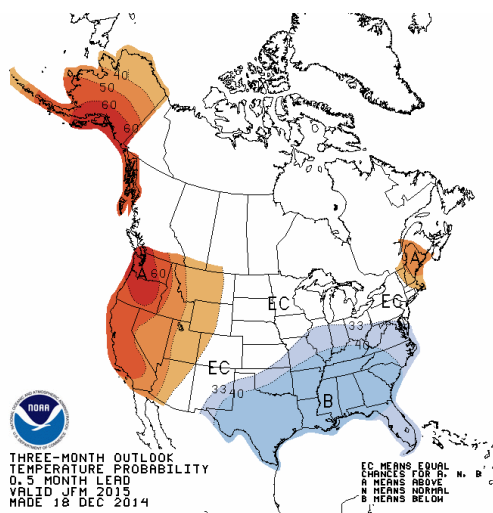 40
50
60
60
A 60
A
EC
EC
33
40
EC
33 40
B
NOAA
THREE-MONTH OUTLOOK
TEMPERATURE PROBABILITY
0.5 MONTH LEAD
VALID JFM 2015
MADE 18 DEC 2014
EC MEANS EQUAL
CHANCES FOR A, N, B
A MEANS ABOVE
N MEANS NORMAL
B MEANS BELOW